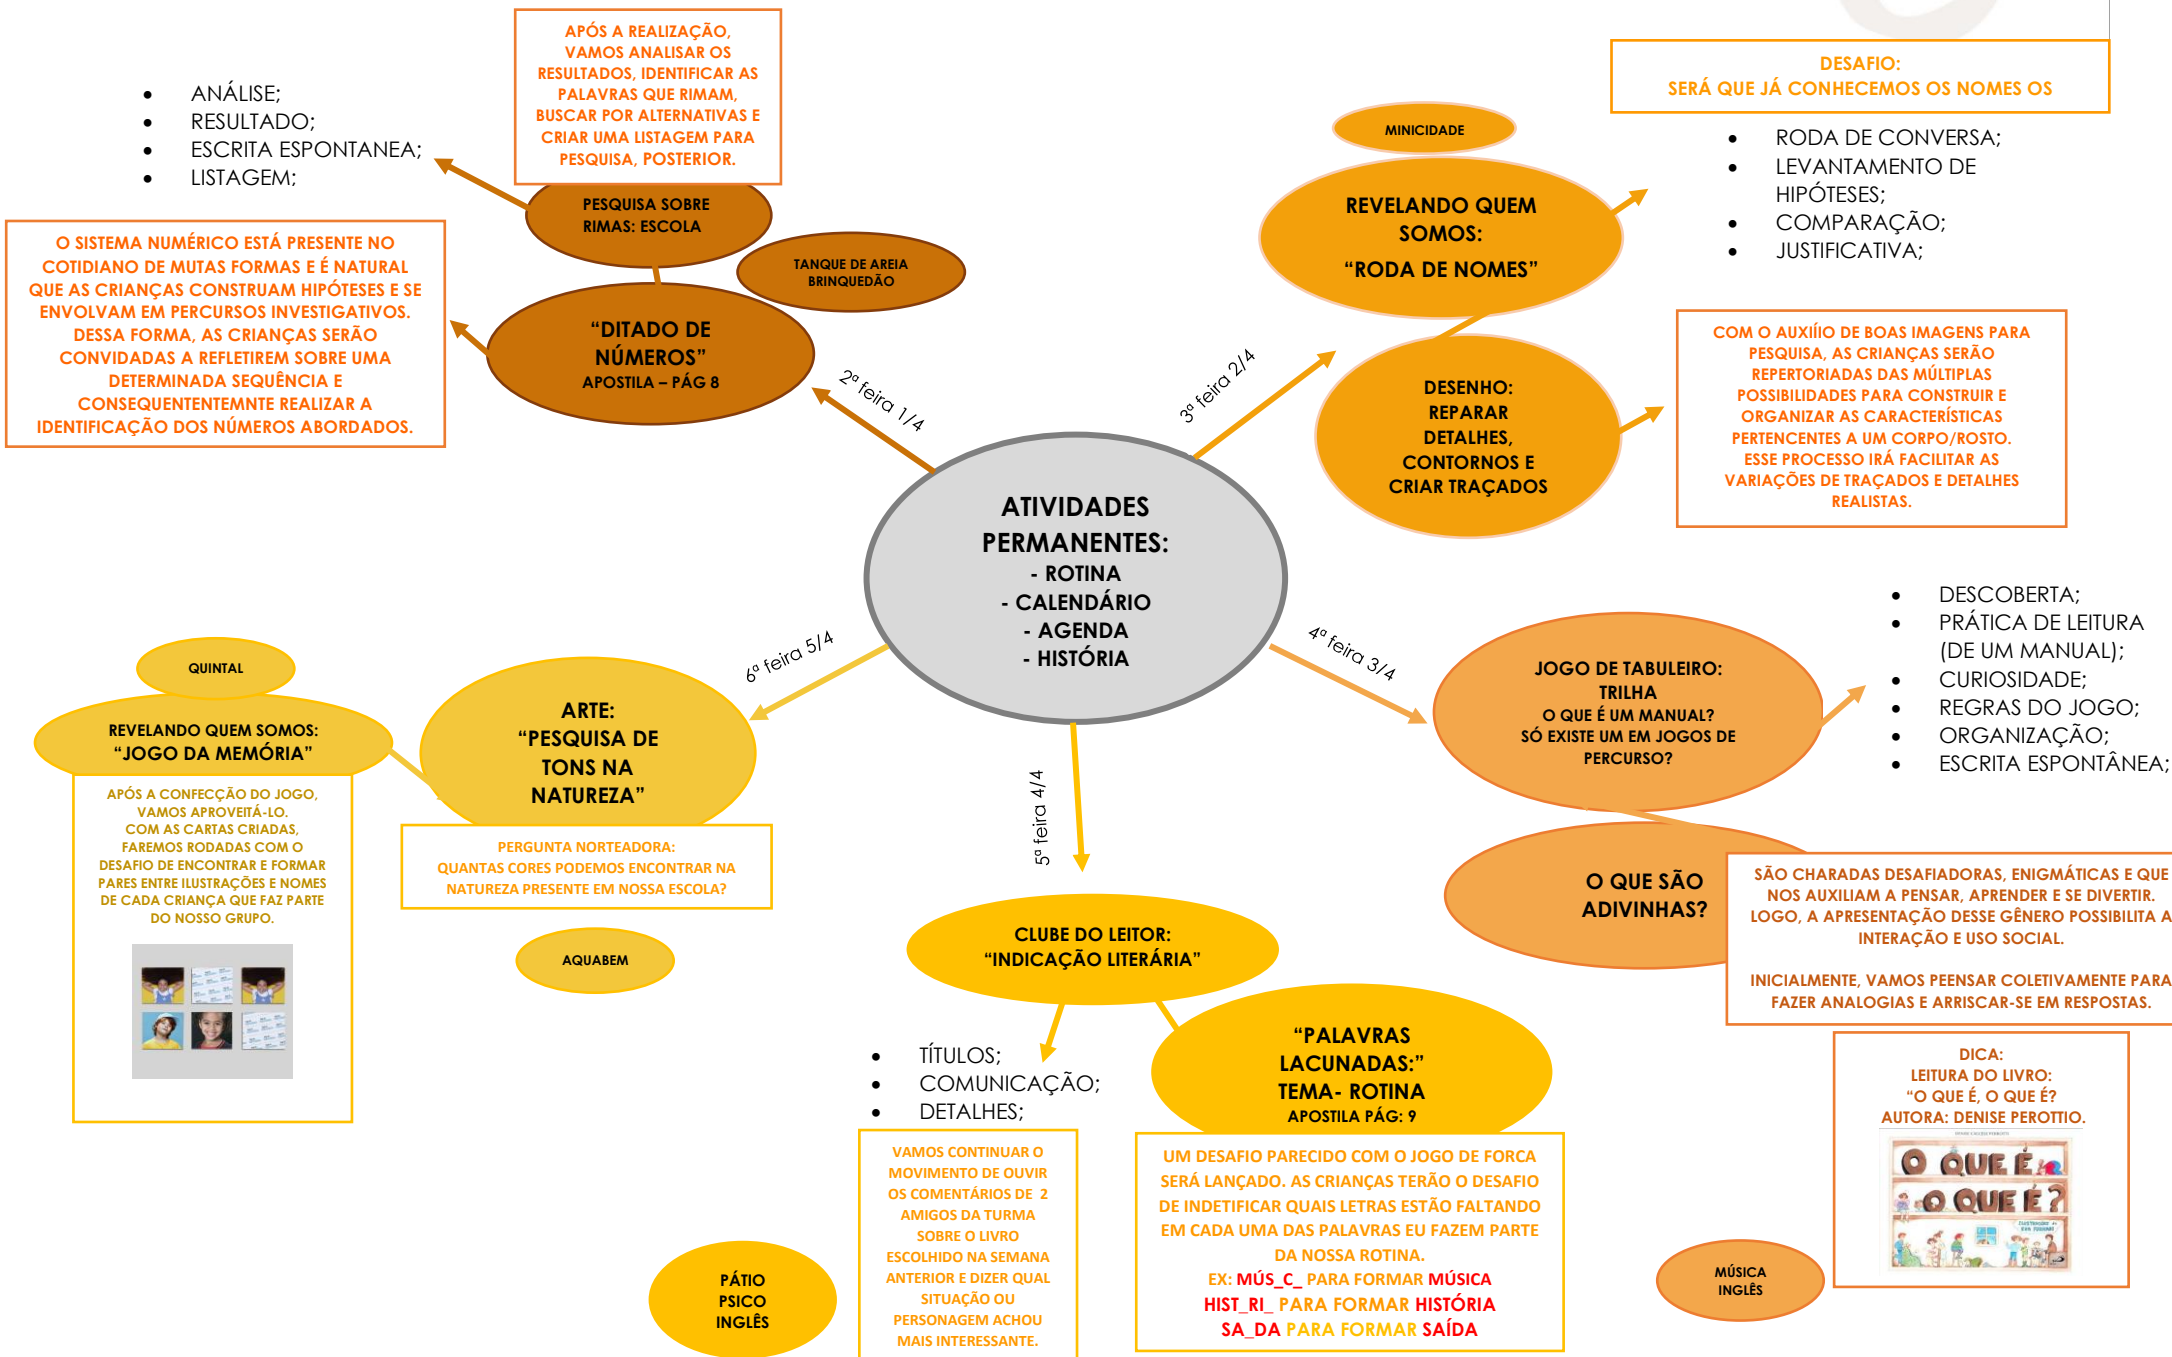 APÓS A REALIZAÇÃO,
VAMOS ANALISAR OS
RESULTADOS, IDENTIFICAR AS
PALAVRAS QUE RIMAM,
BUSCAR POR ALTERNATIVAS E
CRIAR UMA LISTAGEM PARA
PESQUISA, POSTERIOR.
• ANÁLISE;
• RESULTADO;
• ESCRITA ESPONTANEA;
• LISTAGEM;
PESQUISA SOBRE
RIMAS: ESCOLA
TANQUE DE AREIA
BRINQUEDÃO
O SISTEMA NUMÉRICO ESTÁ PRESENTE NO
COTIDIANO DE MUTAS FORMAS E É NATURAL
QUE AS CRIANÇAS CONSTRUAM HIPÓTESES E SE
ENVOLVAM EM PERCURSOS INVESTIGATIVOS.
DESSA FORMA, AS CRIANÇAS SERÃO
CONVIDADAS A REFLETIREM SOBRE UMA
DETERMINADA SEQUÊNCIA E
CONSEQUENTENTEMNTE REALIZAR A
IDENTIFICAÇÃO DOS NÚMEROS ABORDADOS.
"DITADO DE
NÚMEROS"
APOSTILA – PÁG 8
2ª feira 1/4
DESAFIO:
SERÁ QUE JÁ CONHECEMOS OS NOMES OS
MINICIDADE
REVELANDO QUEM
SOMOS:
"RODA DE NOMES"
• RODA DE CONVERSA;
• LEVANTAMENTO DE
HIPÓTESES;
• COMPARAÇÃO;
• JUSTIFICATIVA;
3ª feira 2/4
DESENHO:
REPARAR
DETALHES,
CONTORNOS E
CRIAR TRAÇADOS
COM O AUXIÍIO DE BOAS IMAGENS PARA
PESQUISA, AS CRIANÇAS SERÃO
REPERTORIADAS DAS MÚLTIPLAS
POSSIBILIDADES PARA CONSTRUIR E
ORGANIZAR AS CARACTERÍSTICAS
PERTENCENTES A UM CORPO/ROSTO.
ESSE PROCESSO IRÁ FACILITAR AS
VARIAÇÕES DE TRAÇADOS E DETALHES
REALISTAS.
ATIVIDADES
PERMANENTES:
- ROTINA
- CALENDÁRIO
- AGENDA
- HISTÓRIA
4ª feira 3/4
JOGO DE TABULEIRO:
TRILHA
O QUE É UM MANUAL?
SÓ EXISTE UM EM JOGOS DE
PERCURSO?
• DESCOBERTA;
• PRÁTICA DE LEITURA
(DE UM MANUAL);
• CURIOSIDADE;
• REGRAS DO JOGO;
• ORGANIZAÇÃO;
• ESCRITA ESPONTÂNEA;
O QUE SÃO
ADIVINHAS?
SÃO CHARADAS DESAFIADORAS, ENIGMÁTICAS E QUE
NOS AUXILIAM A PENSAR, APRENDER E SE DIVERTIR.
LOGO, A APRESENTAÇÃO DESSE GÊNERO POSSIBILITA A
INTERAÇÃO E USO SOCIAL.
INICIALMENTE, VAMOS PEENSAR COLETIVAMENTE PARA
FAZER ANALOGIAS E ARRISCAR-SE EM RESPOSTAS.
DICA:
LEITURA DO LIVRO:
"O QUE É, O QUE É?
AUTORA: DENISE PEROTTIO.
O QUE É
O QUE É?
MÚSICA
INGLÊS
5ª feira 4/4
CLUBE DO LEITOR:
"INDICAÇÃO LITERÁRIA"
• TÍTULOS;
• COMUNICAÇÃO;
• DETALHES;
VAMOS CONTINUAR O
MOVIMENTO DE OUVIR
OS COMENTÁRIOS DE 2
AMIGOS DA TURMA
SOBRE O LIVRO
ESCOLHIDO NA SEMANA
ANTERIOR E DIZER QUAL
SITUAÇÃO OU
PERSONAGEM ACHOU
MAIS INTERESSANTE.
"PALAVRAS
LACUNADAS:"
TEMA- ROTINA
APOSTILA PÁG: 9
UM DESAFIO PARECIDO COM O JOGO DE FORCA
SERÁ LANÇADO. AS CRIANÇAS TERÃO O DESAFIO
DE INDETIFICAR QUAIS LETRAS ESTÃO FALTANDO
EM CADA UMA DAS PALAVRAS EU FAZEM PARTE
DA NOSSA ROTINA.
EX: MÚS_C_ PARA FORMAR MÚSICA
HIST_RI_ PARA FORMAR HISTÓRIA
SA_DA PARA FORMAR SAÍDA
PÁTIO
PSICO
INGLÊS
6ª feira 5/4
ARTE:
"PESQUISA DE
TONS NA
NATUREZA"
PERGUNTA NORTEADORA:
QUANTAS CORES PODEMOS ENCONTRAR NA
NATUREZA PRESENTE EM NOSSA ESCOLA?
AQUABEM
QUINTAL
REVELANDO QUEM SOMOS:
"JOGO DA MEMÓRIA"
APÓS A CONFECÇÃO DO JOGO,
VAMOS APROVEITÁ-LO.
COM AS CARTAS CRIADAS,
FAREMOS RODADAS COM O
DESAFIO DE ENCONTRAR E FORMAR
PARES ENTRE ILUSTRAÇÕES E NOMES
DE CADA CRIANÇA QUE FAZ PARTE
DO NOSSO GRUPO.